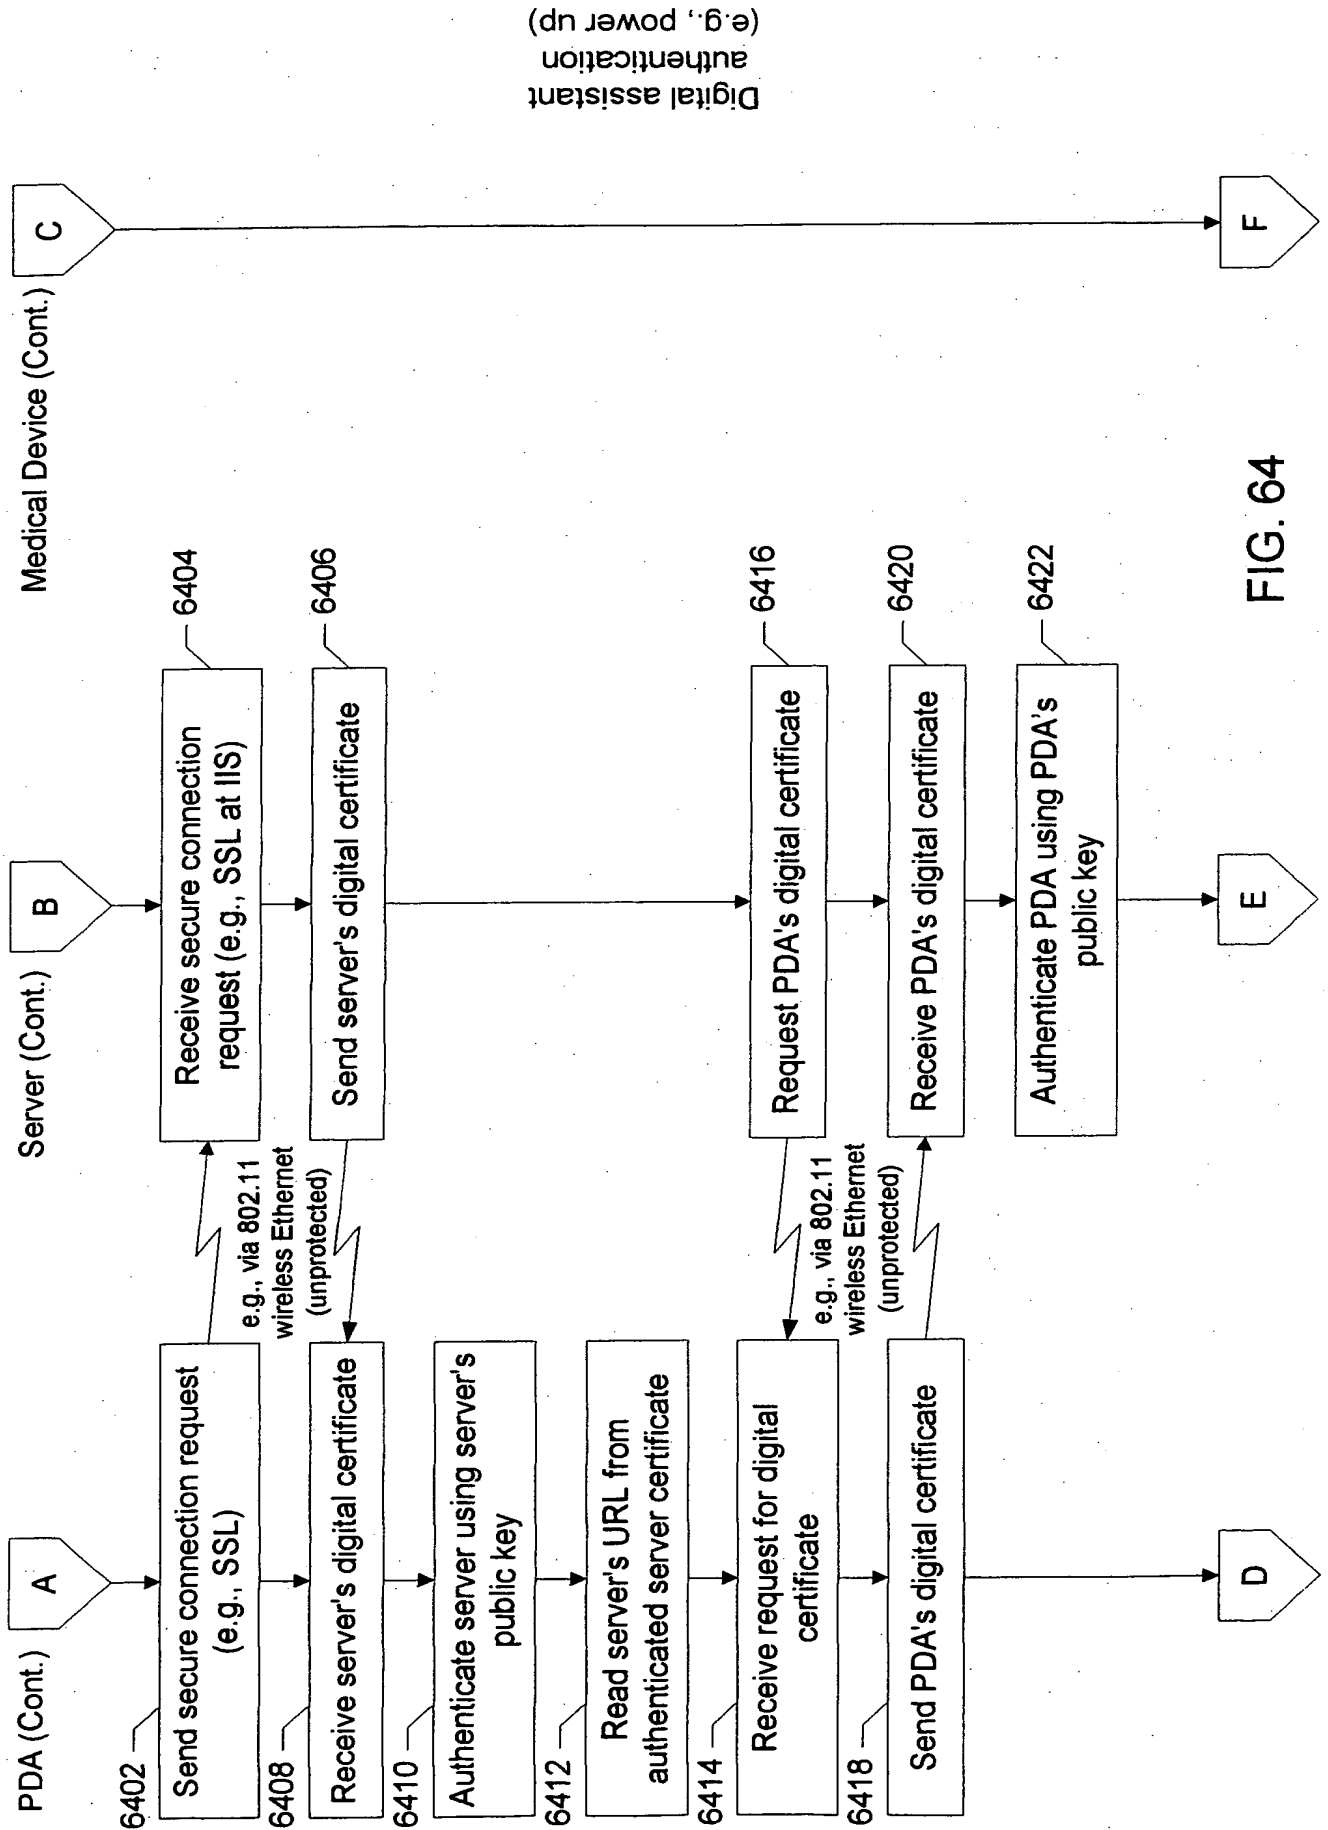 PDA (Cont.)
A
6402
Send secure connection request
(e.g., SSL)
6408
Receive server's digital certificate
6410
Authenticate server using server's
public key
6412
Read server's URL from
authenticated server certificate
6414
Receive request for digital
certificate
6418
Send PDA's digital certificate
D
e.g., via 802.11
wireless Ethernet
(unprotected)
e.g., via 802.11
wireless Ethernet
(unprotected)
Server (Cont.)
B
6404
Receive secure connection
request (e.g., SSL at IIS)
6406
Send server's digital certificate
6416
Request PDA's digital certificate
6420
Receive PDA's digital certificate
6422
Authenticate PDA using PDA's
public key
E
Medical Device (Cont.)
C
F
Digital assistant
authentication
(e.g., power up)
FIG. 64